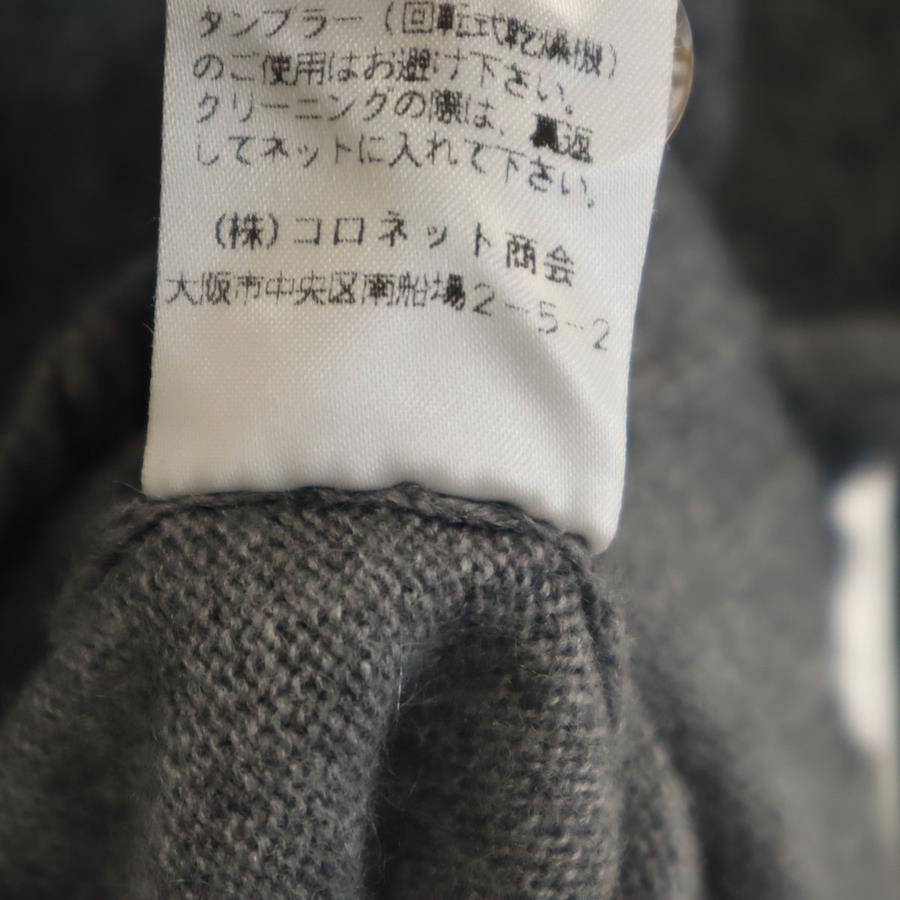 タンブラー(回転式乾燥機)
のご使用はお避け下さい。
クリーニングの際は、裏返
してネットに入れて下さい。
(株)コロネット商会
大阪市中央区南船場2-5-2